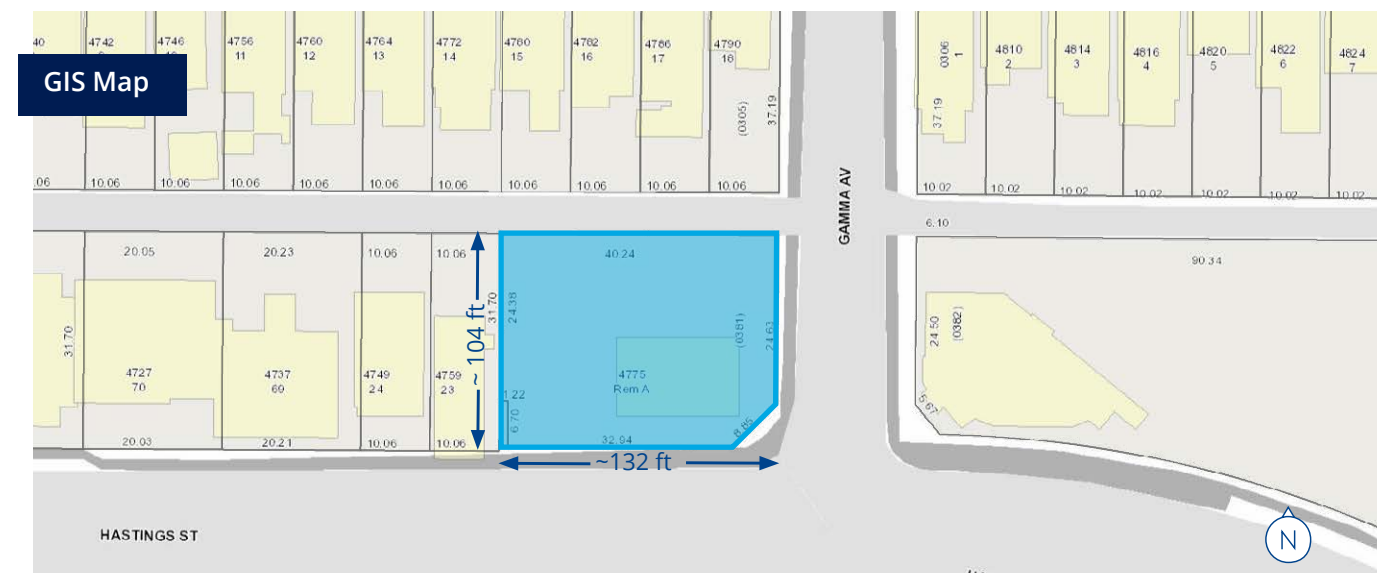 GIS Map
40 4742 4746 4756 4760 4764 4772 4780 4782 4786 4790
11 12 13 14 15 16 17 18
(0305) 37.19
.06 10.06 10.06 10.06 10.06 10.06 10.06 10.06 10.06 10.06 10.06
0306 4810 4814 4816 4820 4822 4824
1 2 3 4 5 6 7
37.19
10.02 10.02 10.02 10.02 10.02 10.02 10.02
GAMMA AV
6.10
20.05 20.23 10.06 10.06 40.24
90.34
31.70 31.70 24.38 (0381) 24.63
~ 104 ft
24.50 (0382)
4727 4737 4749 4759 4775
70 69 24 23 Rem A
1.22
6.70
8.86
5.67
20.03 20.21 10.06 10.06 32.94
~132 ft
HASTINGS ST
N